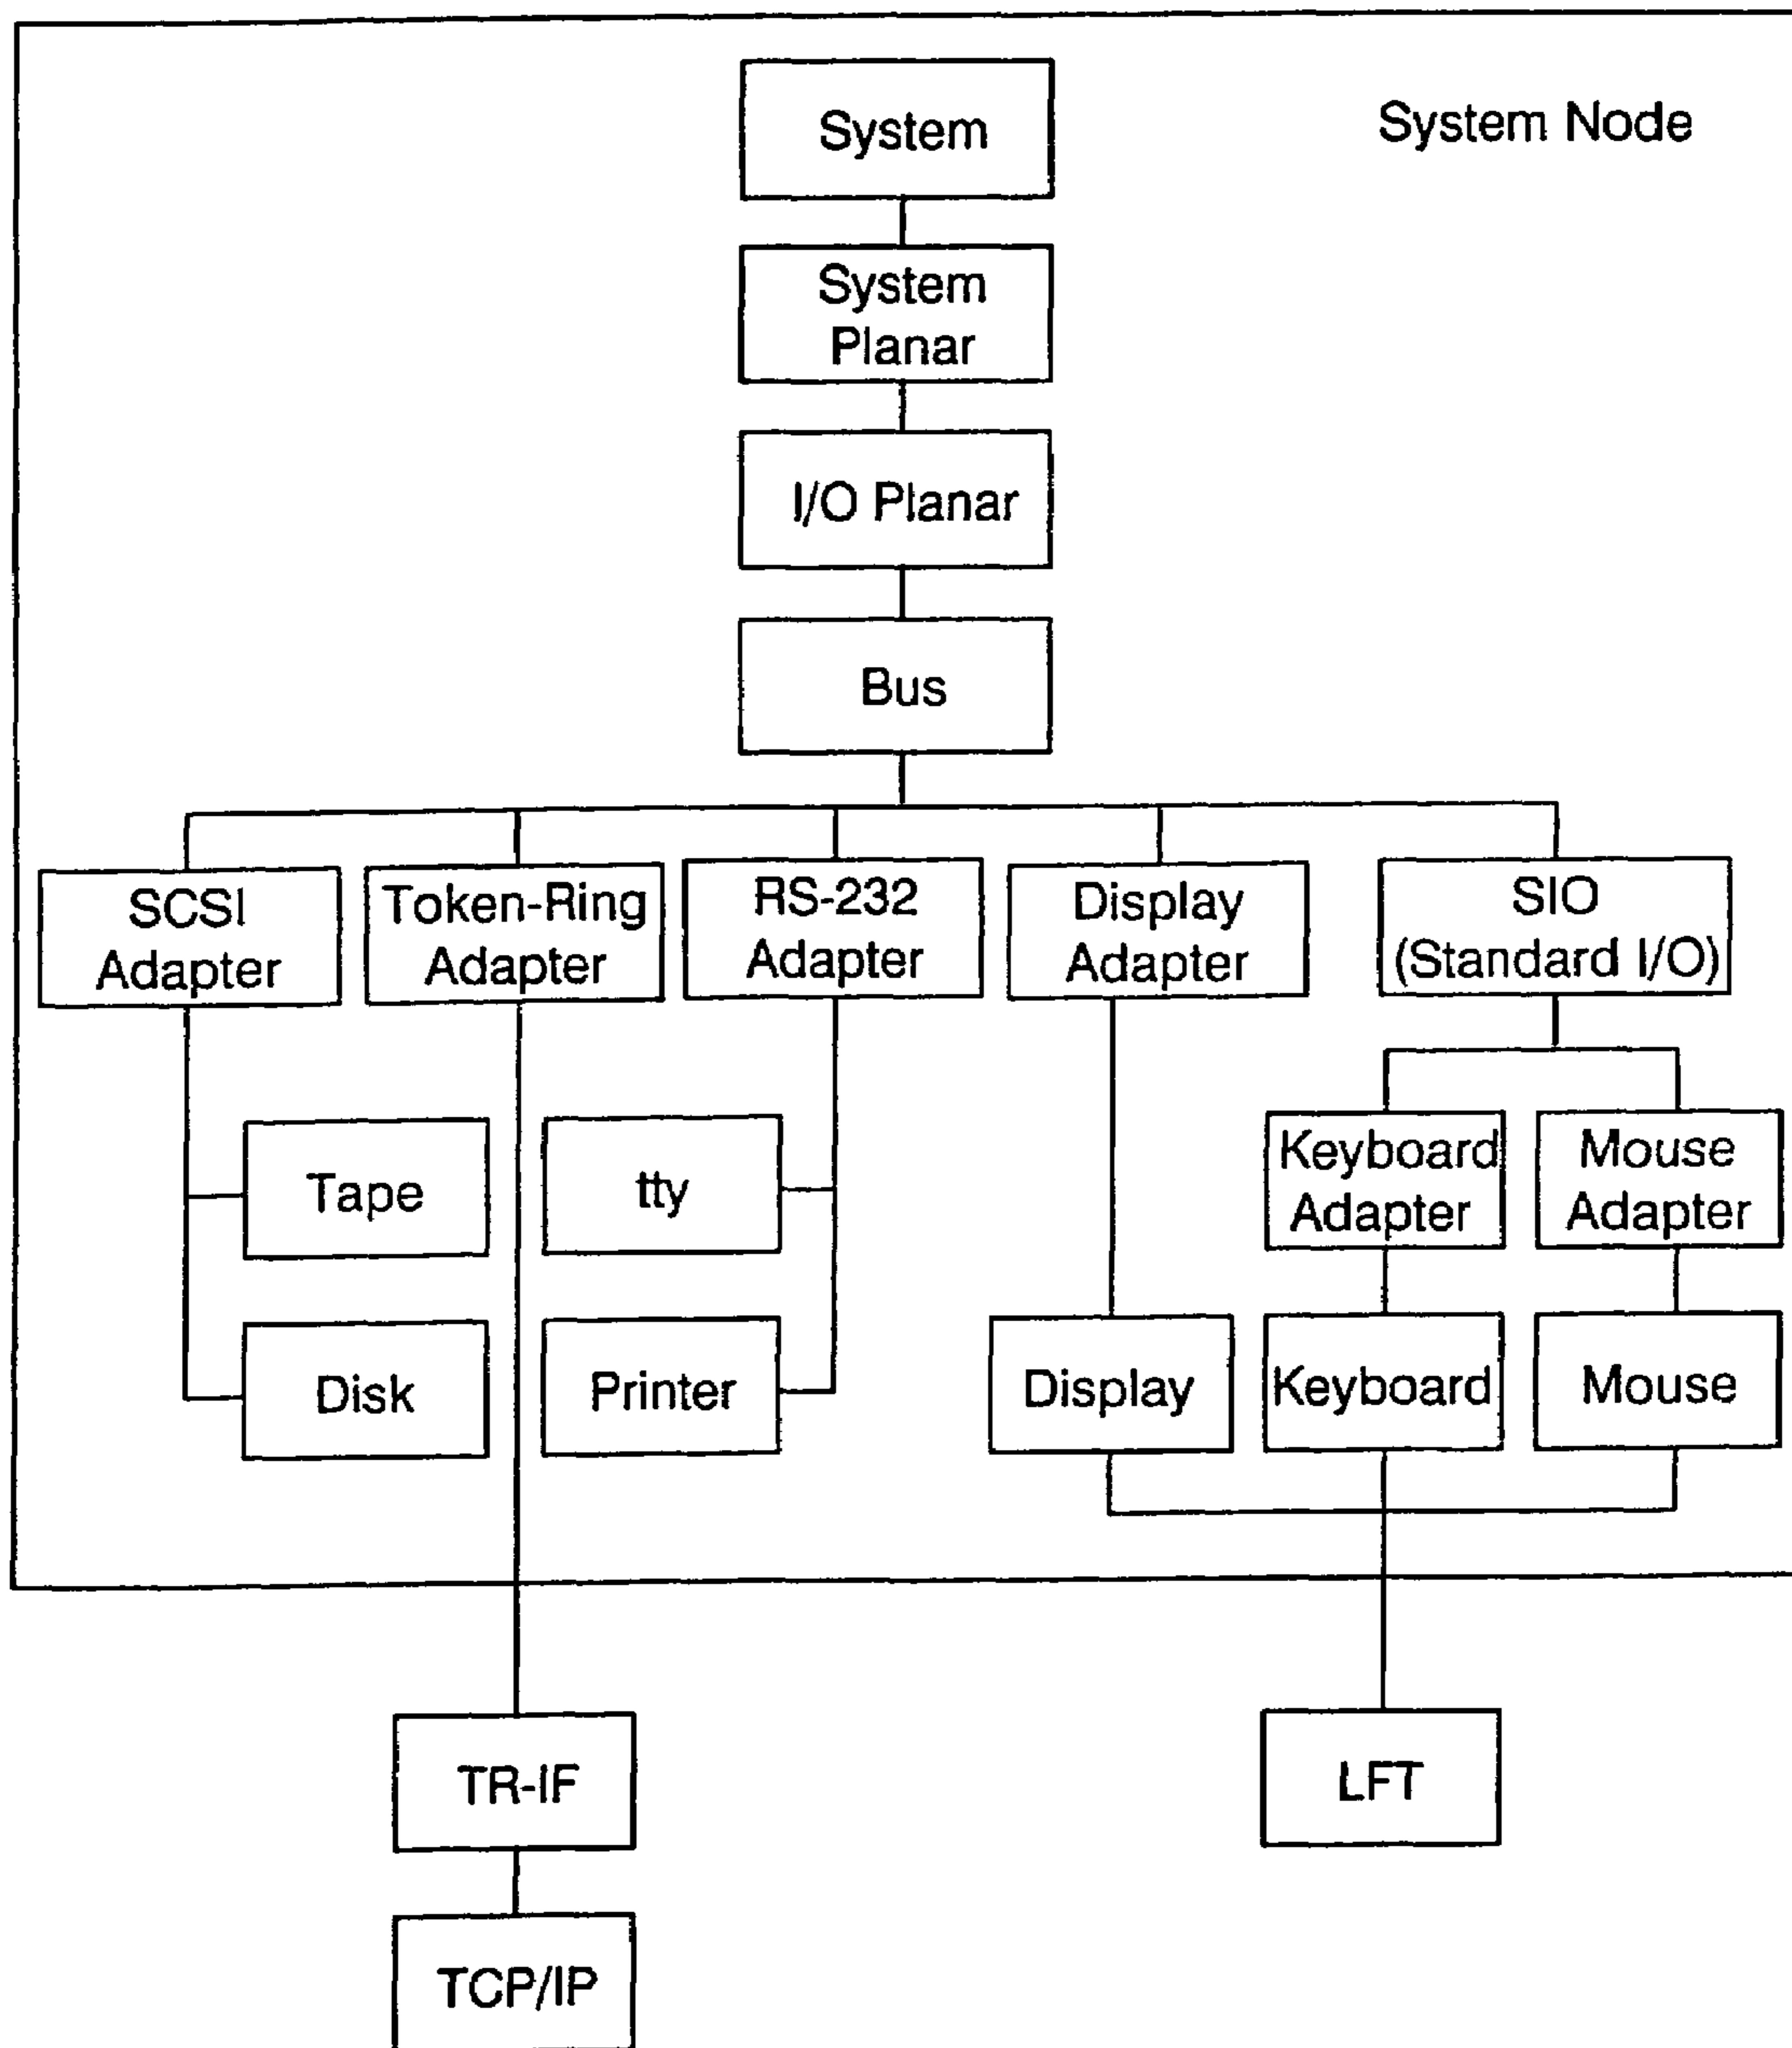 System Node
System
System
Planar
I/O Planar
Bus
SCSI
Adapter
Token-Ring
Adapter
RS-232
Adapter
Display
Adapter
SIO
(Standard I/O)
Keyboard
Adapter
Mouse
Adapter
Tape
tty
Disk
Printer
Display
Keyboard
Mouse
TR-IF
LFT
TCP/IP